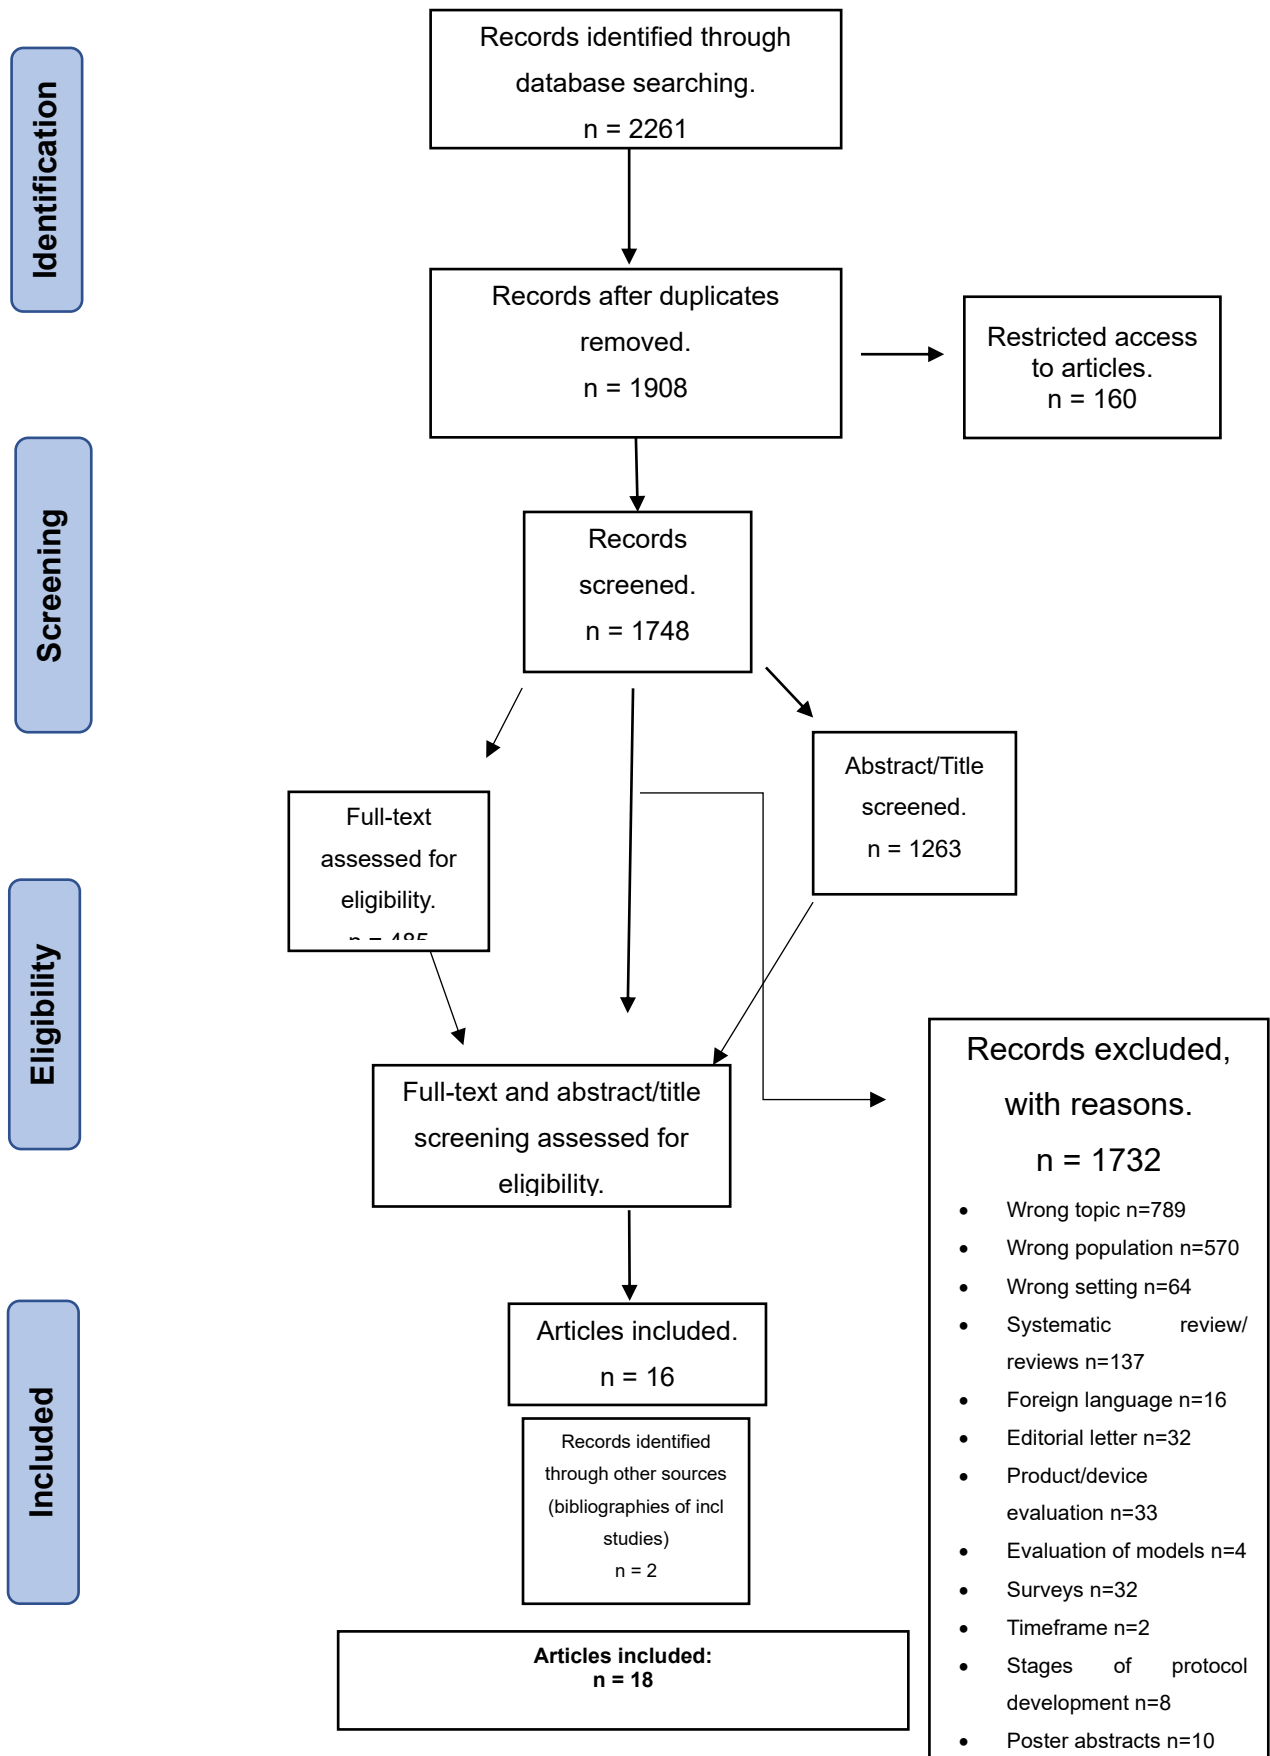 Identification
Records identified through
database searching.
n = 2261
Records after duplicates
removed.
n = 1908
Restricted access
to articles.
n = 160
Screening
Records
screened.
n = 1748
Abstract/Title
screened.
n = 1263
Full-text
assessed for
eligibility.
n = 485
Eligibility
Full-text and abstract/title
screening assessed for
eligibility.
Records excluded,
with reasons.
n = 1732
• Wrong topic n=789
• Wrong population n=570
• Wrong setting n=64
• Systematic review/
reviews n=137
• Foreign language n=16
• Editorial letter n=32
• Product/device
evaluation n=33
• Evaluation of models n=4
• Surveys n=32
• Timeframe n=2
• Stages of protocol
development n=8
• Poster abstracts n=10
Included
Articles included.
n = 16
Records identified
through other sources
(bibliographies of incl
studies)
n = 2
Articles included:
n = 18